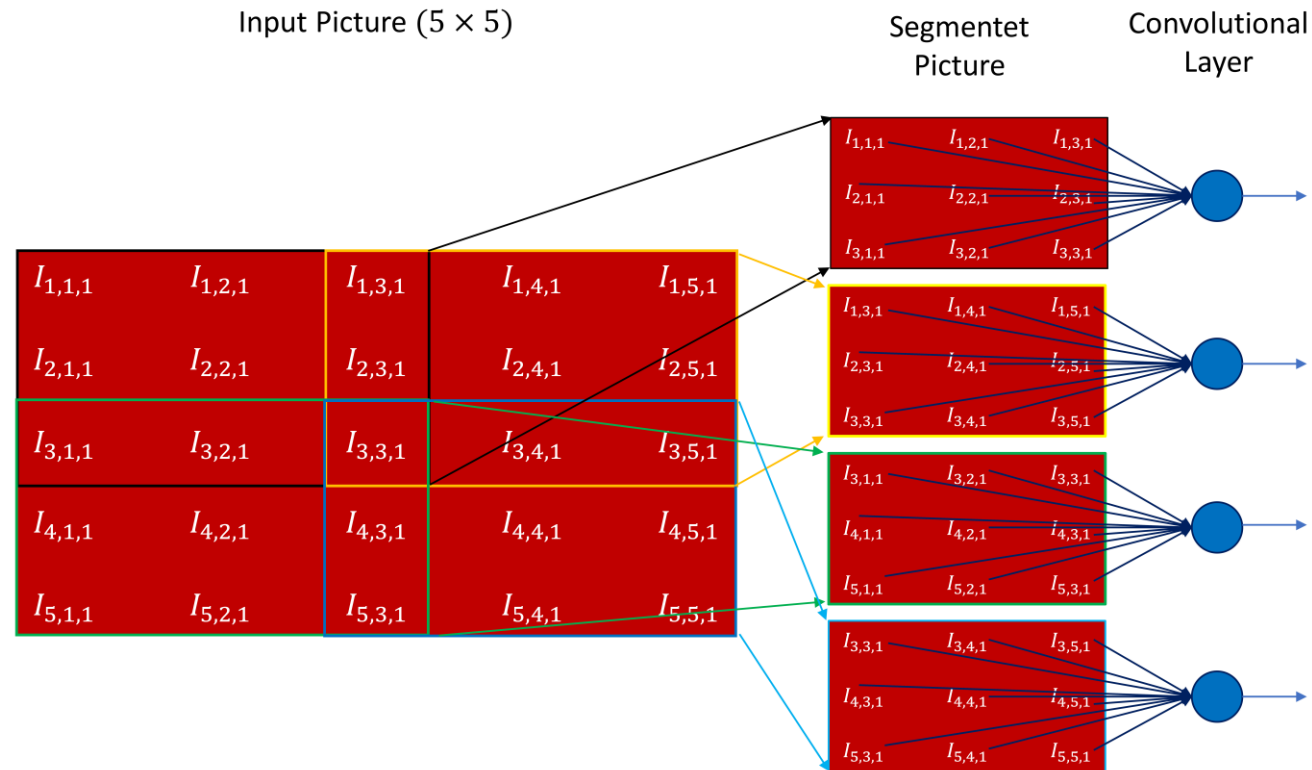 Input Picture (5 × 5)
Segmentet
Picture
Convolutional
Layer
I1,1,1 I1,2,1 I1,3,1 I1,4,1 I1,5,1
I2,1,1 I2,2,1 I2,3,1 I2,4,1 I2,5,1
I3,1,1 I3,2,1 I3,3,1 I3,4,1 I3,5,1
I4,1,1 I4,2,1 I4,3,1 I4,4,1 I4,5,1
I5,1,1 I5,2,1 I5,3,1 I5,4,1 I5,5,1
I1,1,1 I1,2,1 I1,3,1
I2,1,1 I2,2,1 I2,3,1
I3,1,1 I3,2,1 I3,3,1
I1,3,1 I1,4,1 I1,5,1
I2,3,1 I2,4,1 I2,5,1
I3,3,1 I3,4,1 I3,5,1
I3,1,1 I3,2,1 I3,3,1
I4,1,1 I4,2,1 I4,3,1
I5,1,1 I5,2,1 I5,3,1
I3,3,1 I3,4,1 I3,5,1
I4,3,1 I4,4,1 I4,5,1
I5,3,1 I5,4,1 I5,5,1